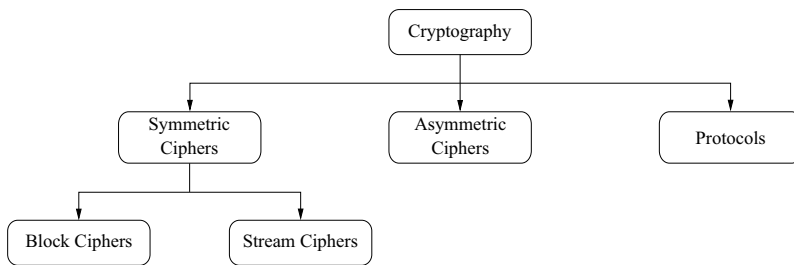 Cryptography
Symmetric
Ciphers
Asymmetric
Ciphers
Protocols
Block Ciphers
Stream Ciphers